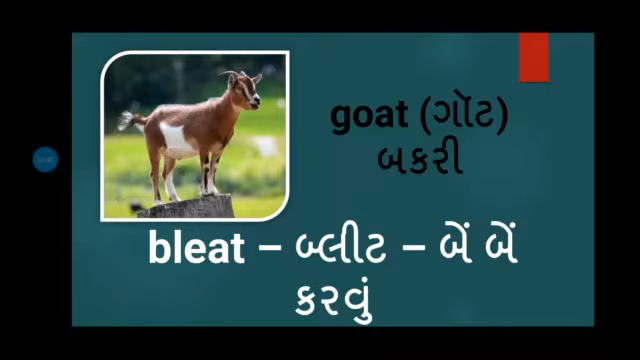 goat (ગૉટ)
બકરી
bleat – બ્લીટ – બેં બેં
કરવું